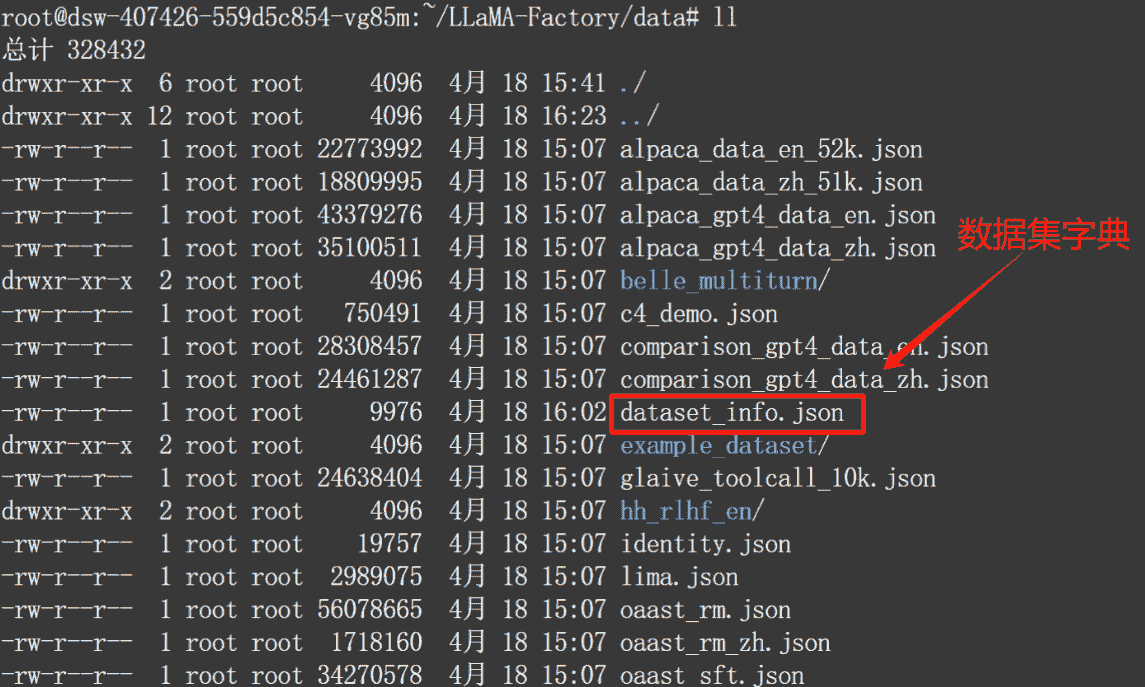 root@dsw-407426-559d5c854-vg85m:~/LLaMA-Factory/data# ll
总计 328432
drwxr-xr-x  6 root root     4096  4月  18 15:41 ./
drwxr-xr-x 12 root root     4096  4月  18 16:23 ../
-rw-r--r--  1 root root 22773992  4月  18 15:07 alpaca_data_en_52k.json
-rw-r--r--  1 root root 18809995  4月  18 15:07 alpaca_data_zh_51k.json
-rw-r--r--  1 root root 43379276  4月  18 15:07 alpaca_gpt4_data_en.json
-rw-r--r--  1 root root 35100511  4月  18 15:07 alpaca_gpt4_data_zh.json
数据集字典
drwxr-xr-x  2 root root     4096  4月  18 15:07 belle_multiturn/
-rw-r--r--  1 root root   750491  4月  18 15:07 c4_demo.json
-rw-r--r--  1 root root 28308457  4月  18 15:07 comparison_gpt4_data_en.json
-rw-r--r--  1 root root 24461287  4月  18 15:07 comparison_gpt4_data_zh.json
-rw-r--r--  1 root root     9976  4月  18 16:02 dataset_info.json
drwxr-xr-x  2 root root     4096  4月  18 15:07 example_dataset/
-rw-r--r--  1 root root 24638404  4月  18 15:07 glaive_toolcall_10k.json
drwxr-xr-x  2 root root     4096  4月  18 15:07 hh_rlhf_en/
-rw-r--r--  1 root root    19757  4月  18 15:07 identity.json
-rw-r--r--  1 root root  2989075  4月  18 15:07 lima.json
-rw-r--r--  1 root root 56078665  4月  18 15:07 oaast_rm.json
-rw-r--r--  1 root root  1718160  4月  18 15:07 oaast_rm_zh.json
-rw-r--r--  1 root root 34270578  4月  18 15:07 oaast_sft.json